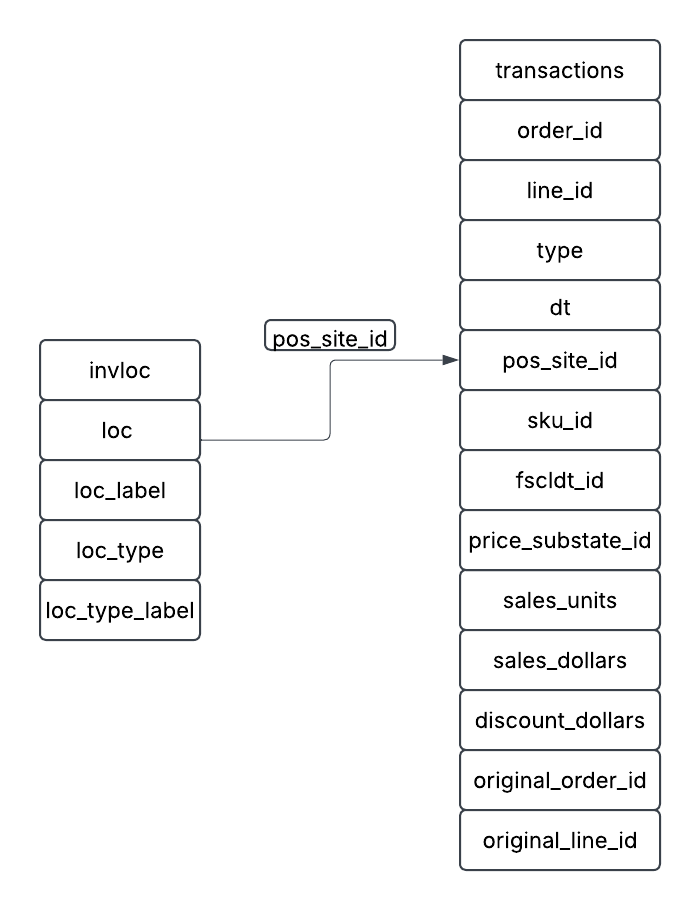 invloc
loc
loc_label
loc_type
loc_type_label
pos_site_id
transactions
order_id
line_id
type
dt
pos_site_id
sku_id
fscldt_id
price_substate_id
sales_units
sales_dollars
discount_dollars
original_order_id
original_line_id